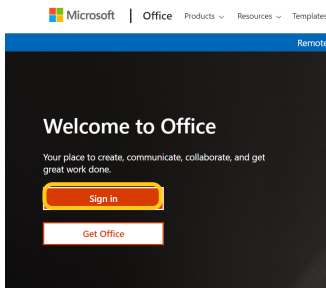 Microsoft Office Products Resources Templates
Remote
Welcome to Office
Your place to create, communicate, collaborate, and get
great work done.
Sign in
Get Office